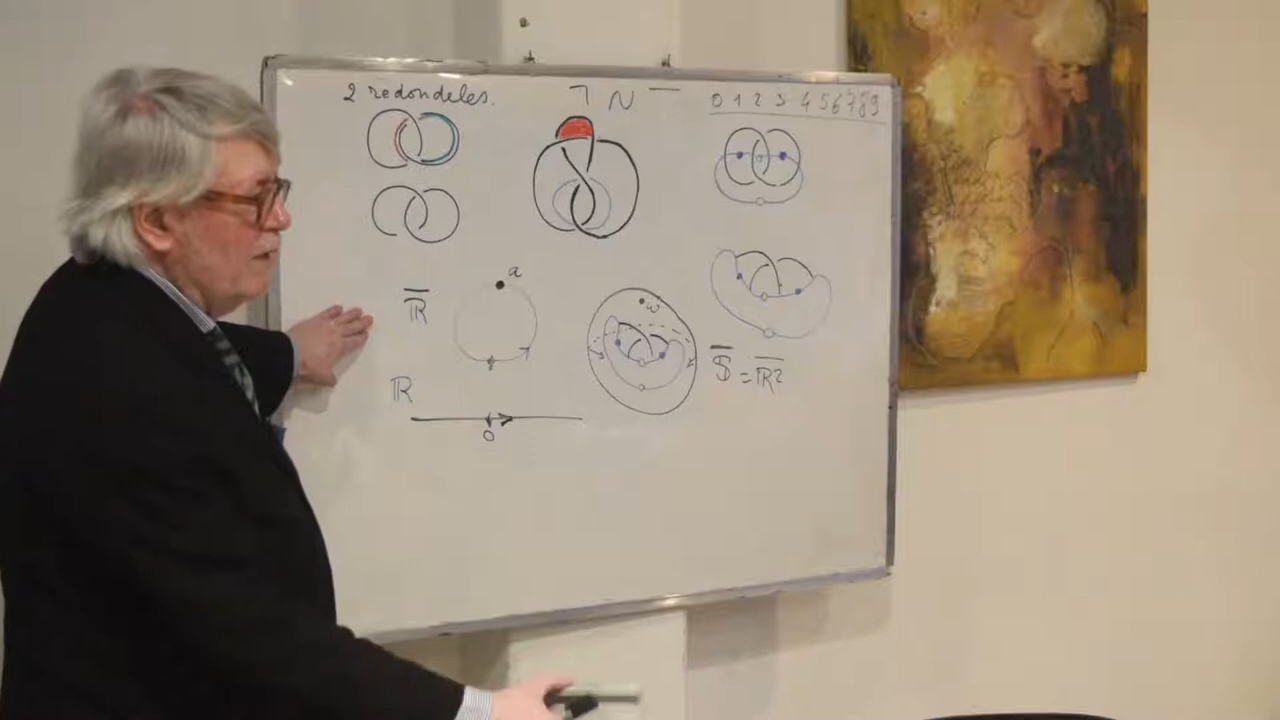 2 redondeles.
¬ N —
0 1 2 3 4 5 6 7 8 9
a
ω
ℝ̅
S̅ = ℝ̅²
ℝ
0